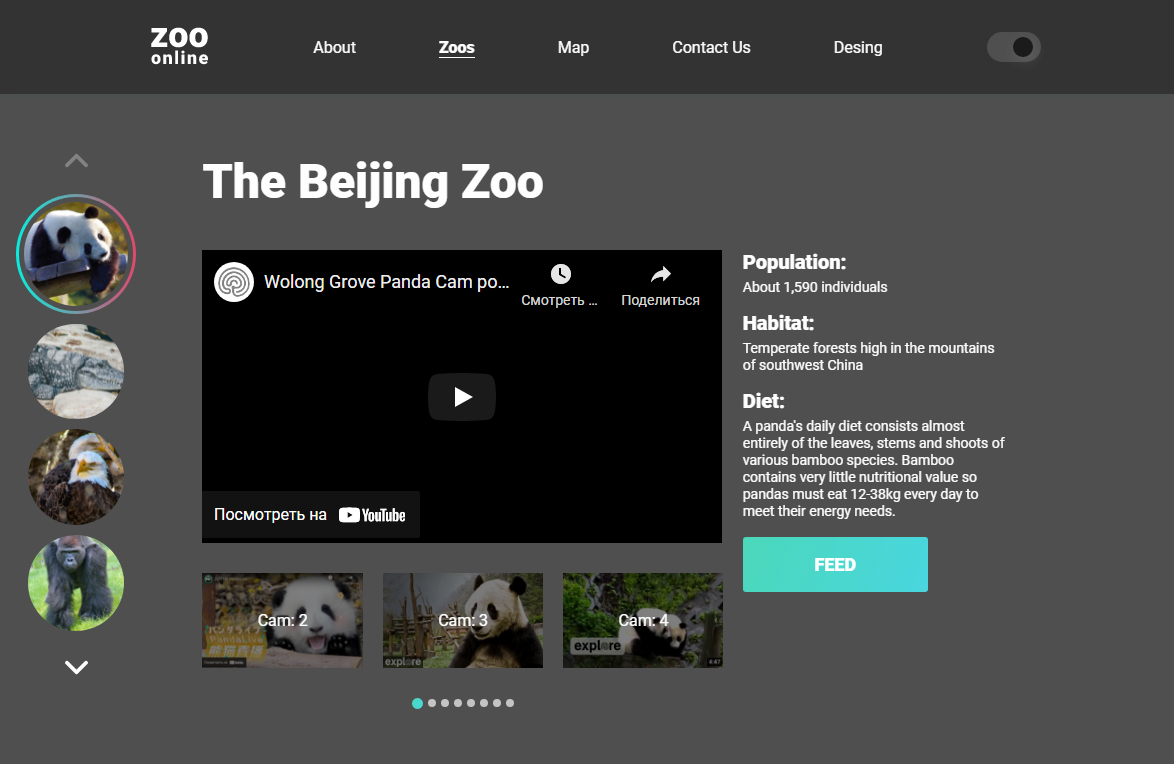 ZOO
online
About
Zoos
Map
Contact Us
Desing
The Beijing Zoo
Wolong Grove Panda Cam po...
Смотреть ...
Поделиться
Посмотреть на YouTube
Population:
About 1,590 individuals
Habitat:
Temperate forests high in the mountains
of southwest China
Diet:
A panda's daily diet consists almost
entirely of the leaves, stems and shoots of
various bamboo species. Bamboo
contains very little nutritional value so
pandas must eat 12-38kg every day to
meet their energy needs.
FEED
Cam: 2
Cam: 3
explore
Cam: 4
explore
4:47